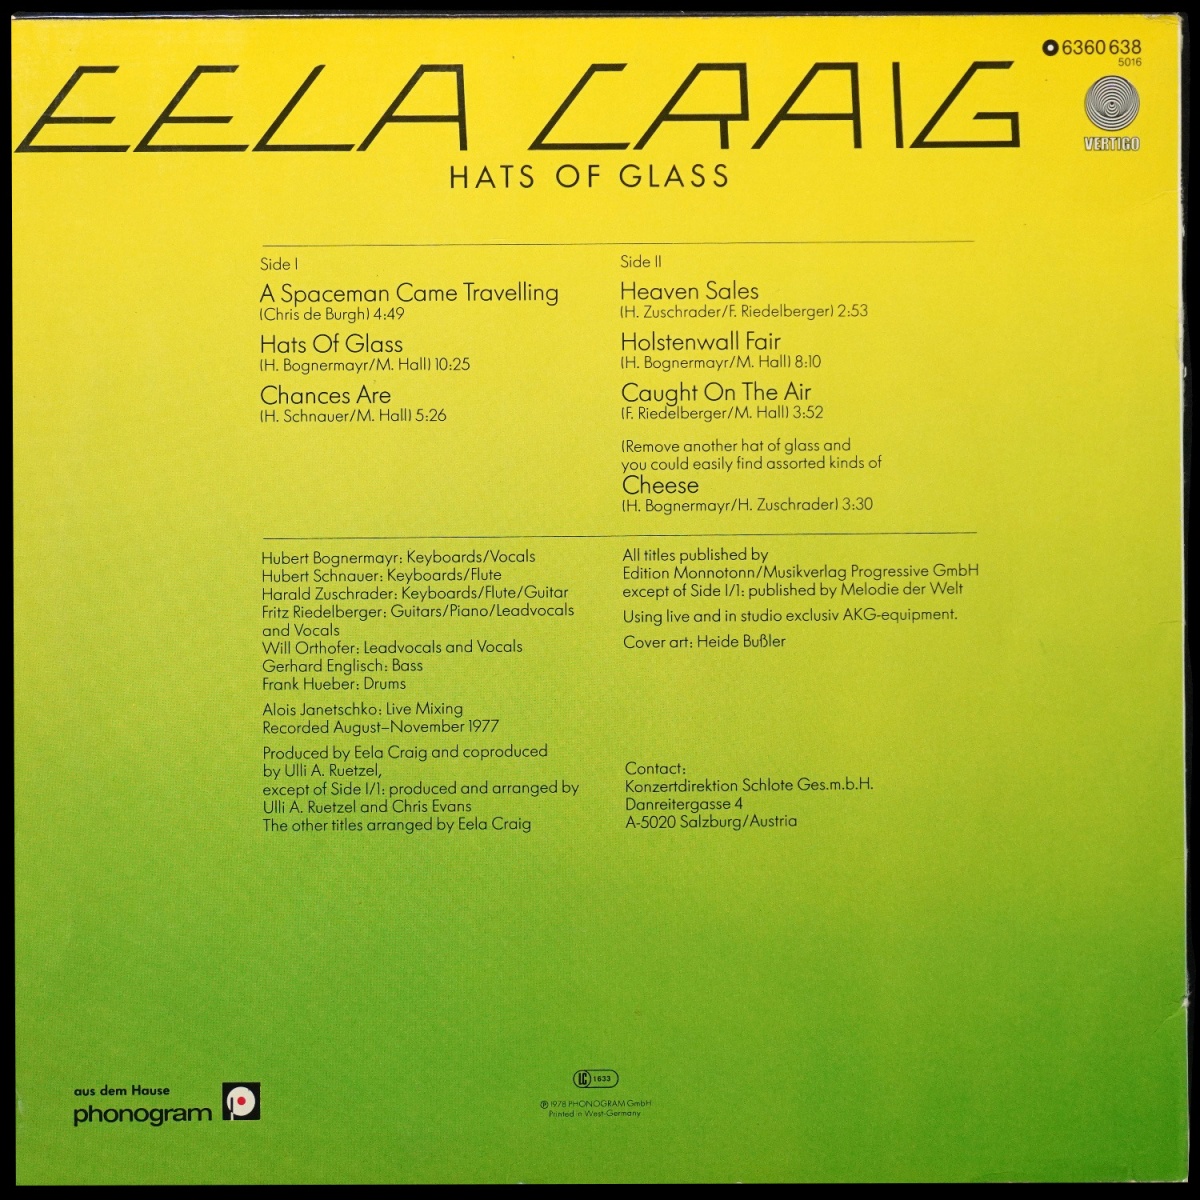 EELA CRAIG
6360 638
5016
VERTIGO
HATS OF GLASS
Side I
A Spaceman Came Travelling
(Chris de Burgh) 4:49
Hats Of Glass
(H. Bognermayr/M. Hall) 10:25
Chances Are
(H. Schnauer/M. Hall) 5:26
Side II
Heaven Sales
(H. Zuschrader/F. Riedelberger) 2:53
Holstenwall Fair
(H. Bognermayr/M. Hall) 8:10
Caught On The Air
(F. Riedelberger/M. Hall) 3:52
(Remove another hat of glass and
you could easily find assorted kinds of
Cheese
(H. Bognermayr/H. Zuschrader) 3:30
Hubert Bognermayr: Keyboards/Vocals
Hubert Schnauer: Keyboards/Flute
Harald Zuschrader: Keyboards/Flute/Guitar
Fritz Riedelberger: Guitars/Piano/Leadvocals
and Vocals
Will Orthofer: Leadvocals and Vocals
Gerhard Englisch: Bass
Frank Hueber: Drums
Alois Janetschko: Live Mixing
Recorded August–November 1977
Produced by Eela Craig and coproduced
by Ulli A. Ruetzel,
except of Side I/1: produced and arranged by
Ulli A. Ruetzel and Chris Evans
The other titles arranged by Eela Craig
All titles published by
Edition Monnotonn/Musikverlag Progressive GmbH
except of Side I/1: published by Melodie der Welt
Using live and in studio exclusiv AKG-equipment.
Cover art: Heide Bußler
Contact:
Konzertdirektion Schlote Ges.m.b.H.
Danreitergasse 4
A-5020 Salzburg/Austria
aus dem Hause
phonogram
LC 1633
℗ 1978 PHONOGRAM GmbH
Printed in West-Germany